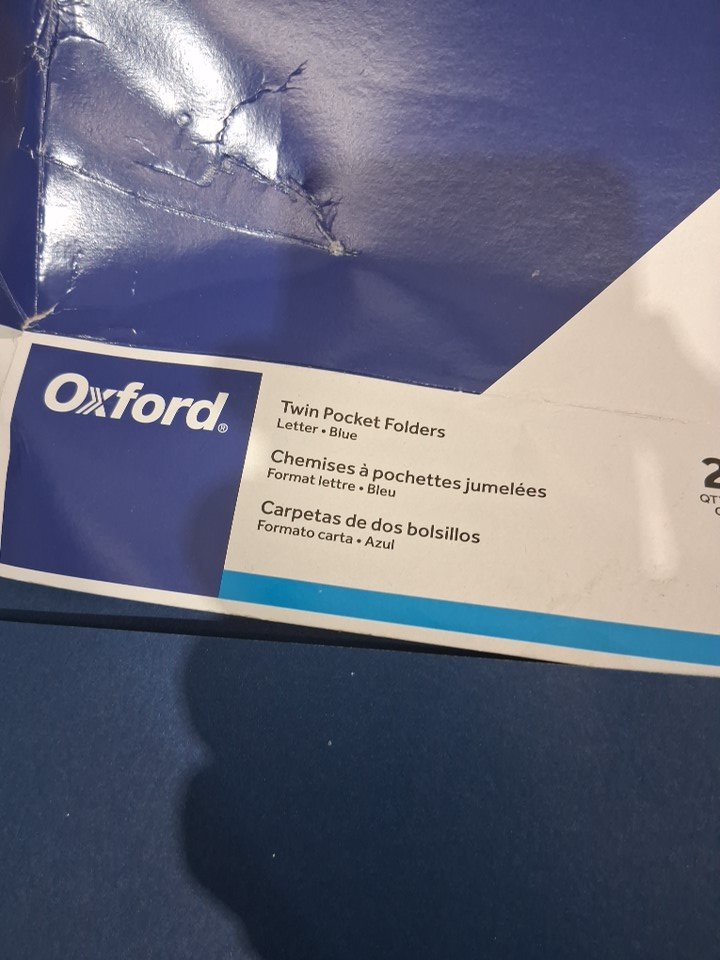 Oxford®
Twin Pocket Folders
Letter • Blue
Chemises à pochettes jumelées
Format lettre • Bleu
Carpetas de dos bolsillos
Formato carta • Azul
2